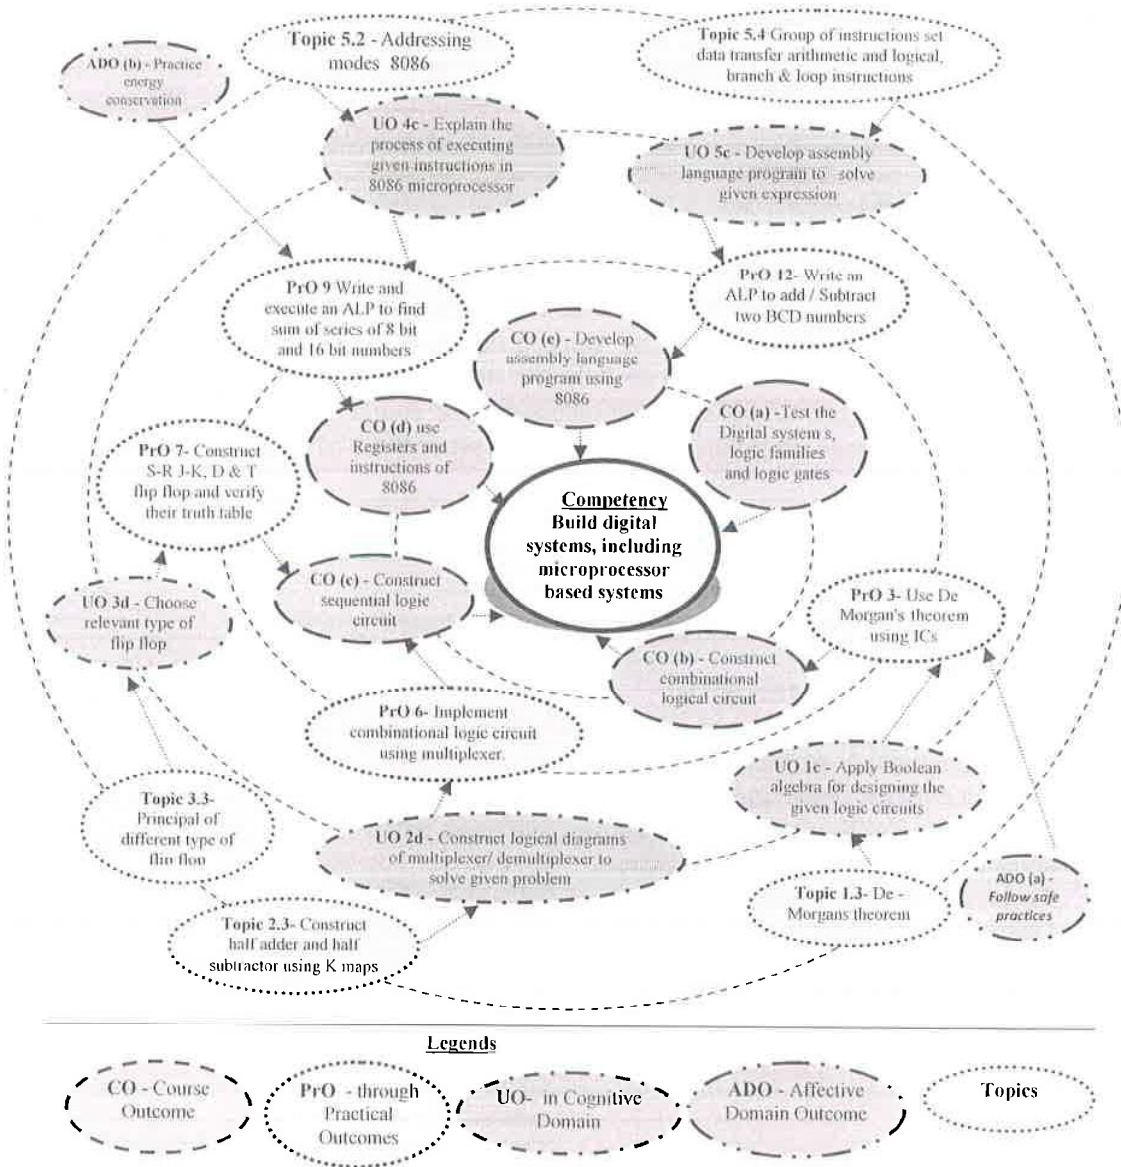 Topic 5.2 - Addressing
modes 8086
Topic 5.4 Group of instructions set
data transfer arithmetic and logical,
branch & loop instructions
ADO (b) - Practice
energy
conservation
UO 4c - Explain the
process of executing
given instructions in
8086 microprocessor
UO 5c - Develop assembly
language program to solve
given expression
PrO 9 Write and
execute an ALP to find
sum of series of 8 bit
and 16 bit numbers
PrO 12- Write an
ALP to add / Subtract
two BCD numbers
CO (e) - Develop
assembly language
program using
8086
CO (d) use
Registers and
instructions of
8086
CO (a) -Test the
Digital system s,
logic families
and logic gates
PrO 7- Construct
S-R J-K, D & T
flip flop and verify
their truth table
Competency
Build digital
systems, including
microprocessor
based systems
UO 3d - Choose
relevant type of
flip flop
CO (c) - Construct
sequential logic
circuit
PrO 3- Use De
Morgan's theorem
using ICs
CO (b) - Construct
combinational
logical circuit
PrO 6- Implement
combinational logic circuit
using multiplexer.
UO 1c - Apply Boolean
algebra for designing the
given logic circuits
Topic 3.3-
Principal of
different type of
flip flop
UO 2d - Construct logical diagrams
of multiplexer/ demultiplexer to
solve given problem
Topic 1.3- De -
Morgans theorem
ADO (a) -
Follow safe
practices
Topic 2.3- Construct
half adder and half
subtractor using K maps
Legends
CO - Course
Outcome
PrO - through
Practical
Outcomes
UO- in Cognitive
Domain
ADO - Affective
Domain Outcome
Topics